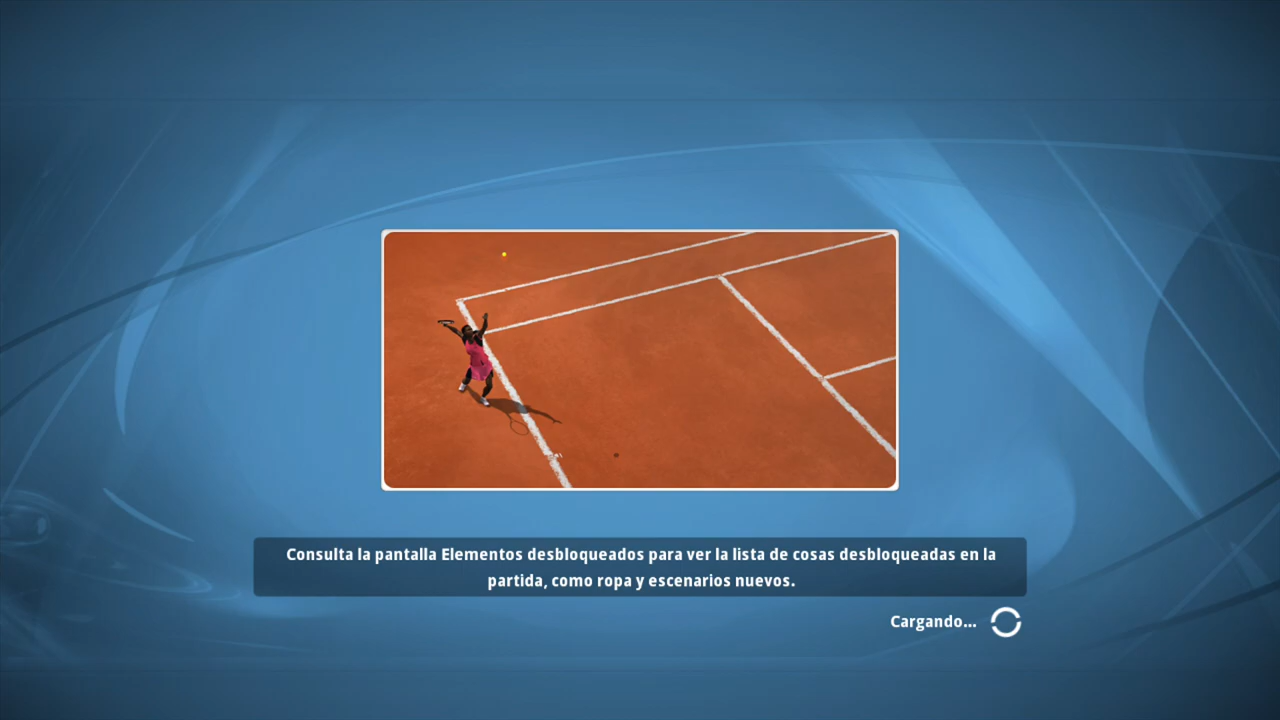 Consulta la pantalla Elementos desbloqueados para ver la lista de cosas desbloqueadas en la
partida, como ropa y escenarios nuevos.
Cargando...